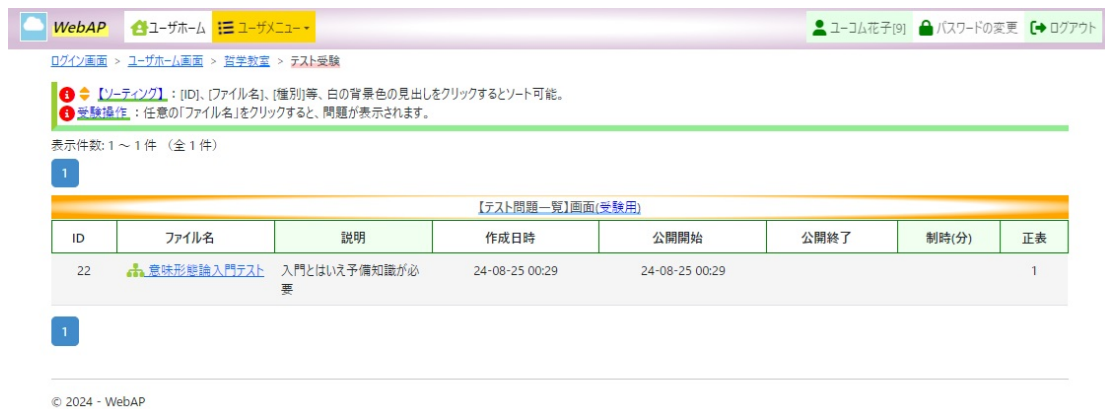 WebAP ユーザホーム ユーザメニュー ユーコム花子[9] パスワードの変更 ログアウト
ログイン画面 > ユーザホーム画面 > 哲学教室 > テスト受験
【ソーティング】：[ID]、[ファイル名]、[種別]等、白の背景色の見出しをクリックするとソート可能。
受験操作 ：任意の「ファイル名」をクリックすると、問題が表示されます。
表示件数: 1 ～ 1 件 （全 1 件）
1
【テスト問題一覧】画面(受験用)
ID ファイル名 説明 作成日時 公開開始 公開終了 制時(分) 正表
22 意味形態論入門テスト 入門とはいえ予備知識が必 24-08-25 00:29 24-08-25 00:29 1
要
1
© 2024 - WebAP